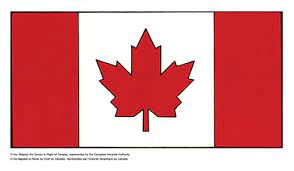 © Her Majesty the Queen in Right of Canada, represented by the Canadian Heraldic Authority
© Sa Majesté la Reine du Chef du Canada, représentée par l'Autorité héraldique du Canada